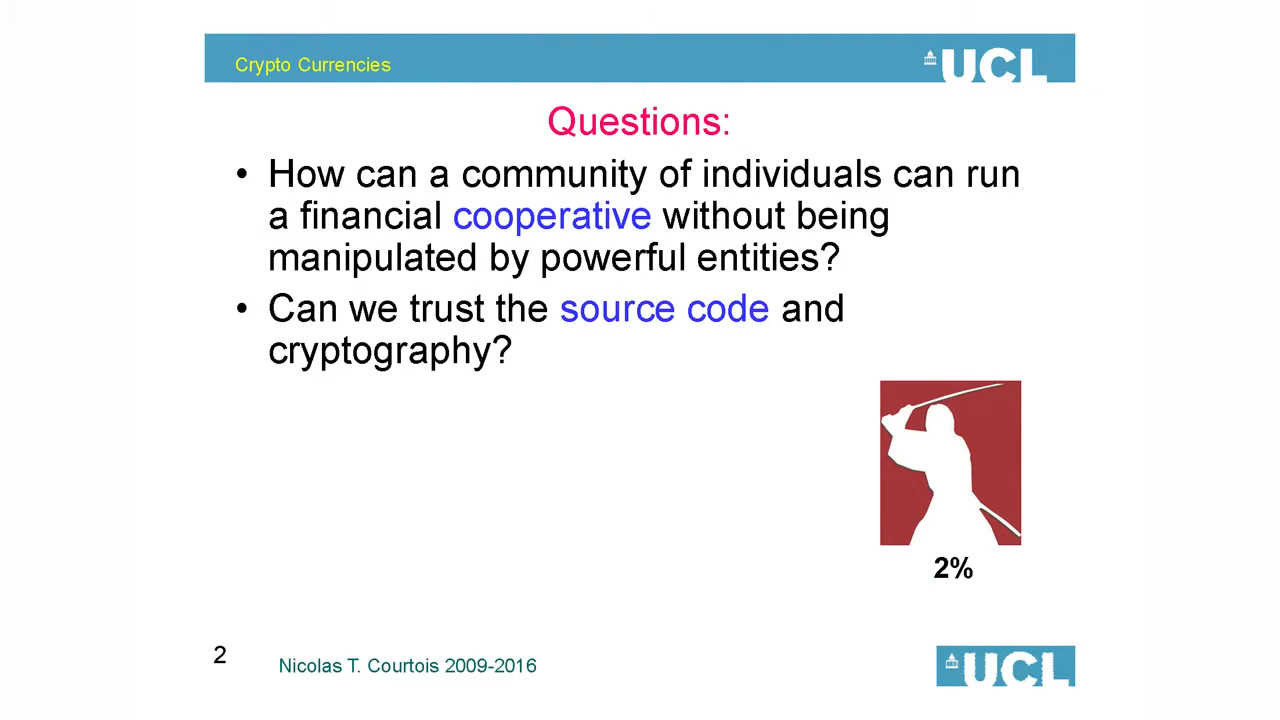 Crypto Currencies
UCL
Questions:
• How can a community of individuals can run
a financial cooperative without being
manipulated by powerful entities?
• Can we trust the source code and
cryptography?
2%
2
Nicolas T. Courtois 2009-2016
UCL